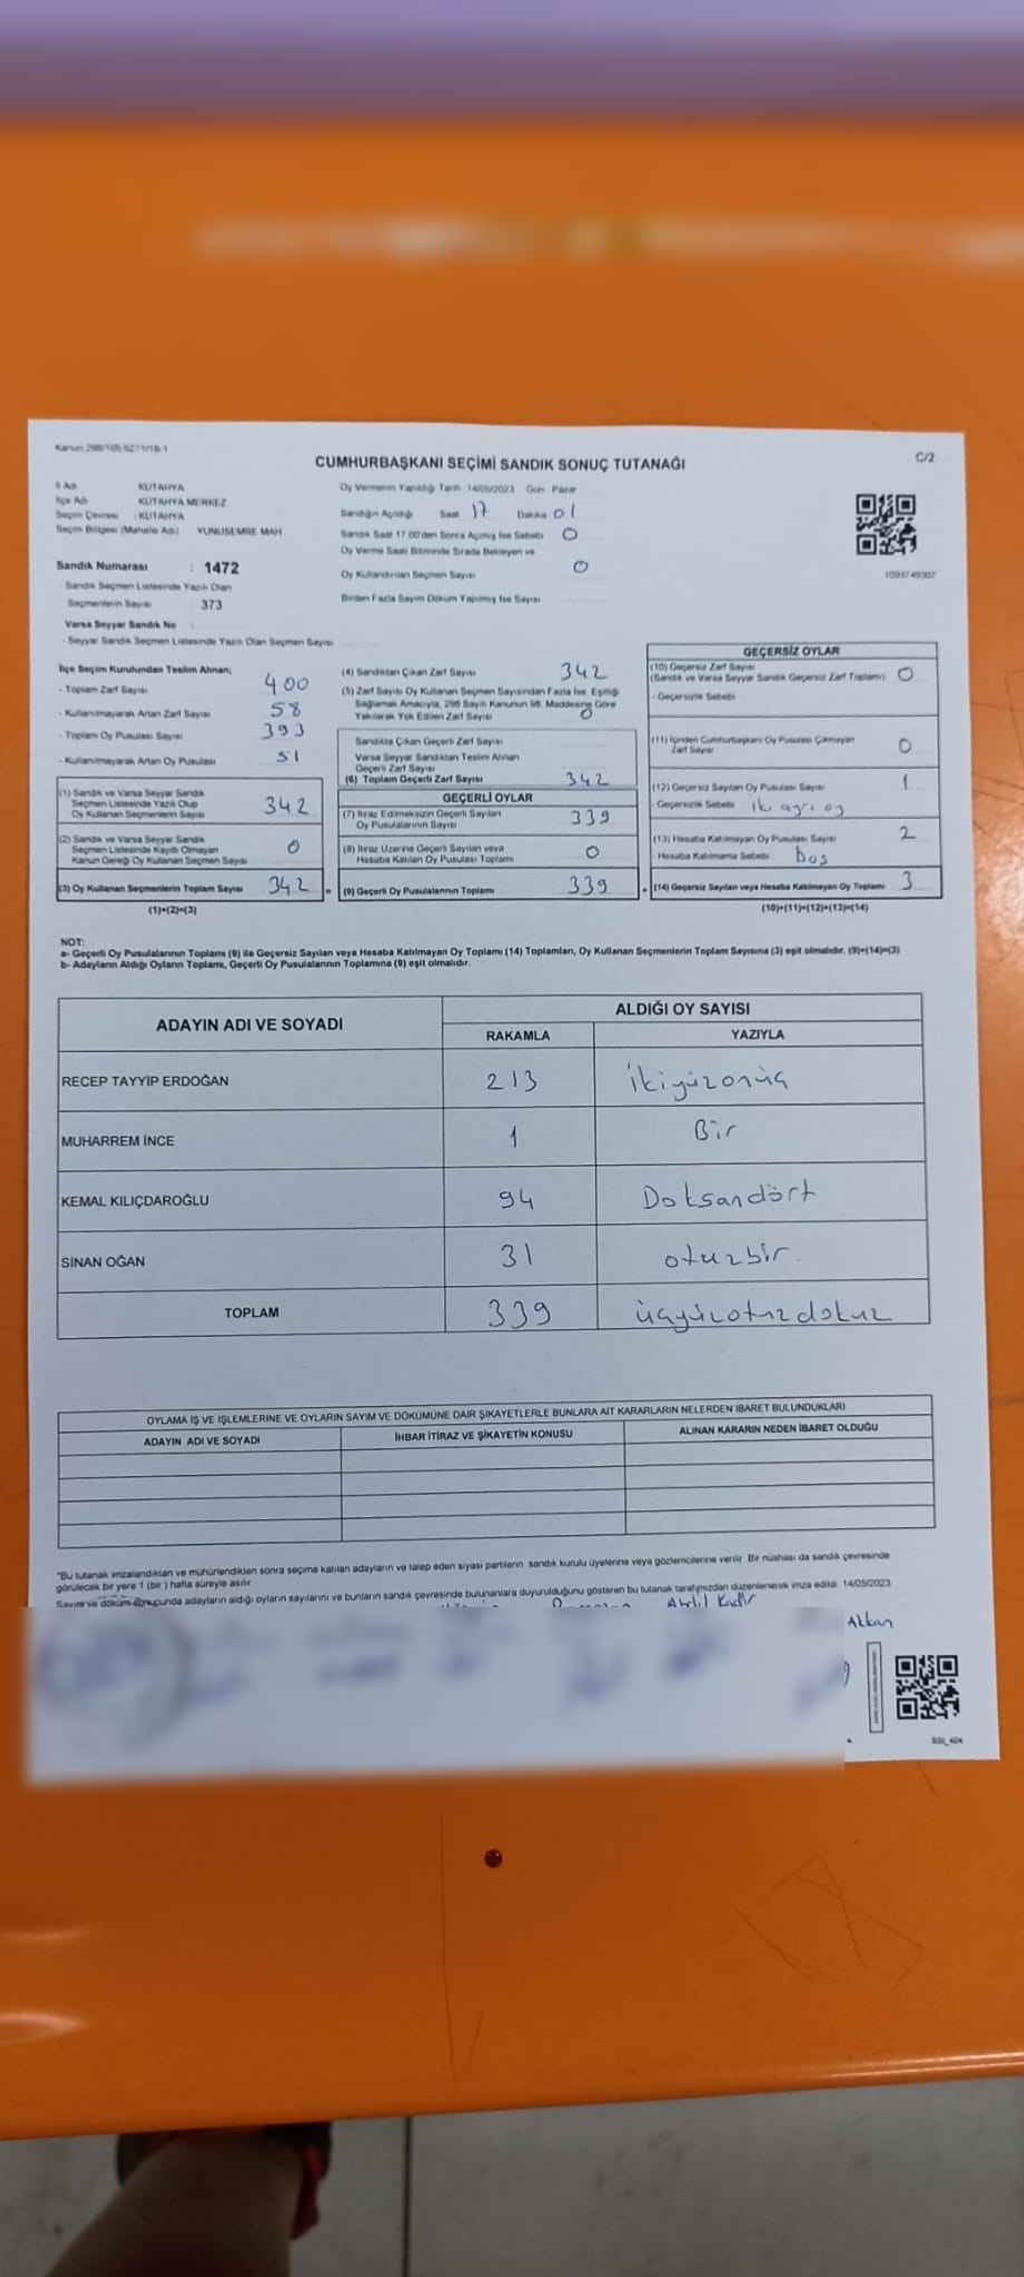 Kanun:298/105,6271/18-1
CUMHURBAŞKANI SEÇİMİ SANDIK SONUÇ TUTANAĞI
C/2
İl Adı KÜTAHYA
İlçe Adı KÜTAHYA MERKEZ
Seçim Çevresi : KÜTAHYA
Seçim Bölgesi (Mahalle Adı) YUNUSEMRE MAH
Oy Vermenin Yapıldığı Tarih 14/05/2023 Gün Pazar
Sandığın Açıldığı Saat 17 Dakika 01
Sandık Saat 17.00'den Sonra Açılmış İse Sebebi 0
Oy Verme Saati Bitiminde Sırada Bekleyen ve
Oy Kullandırılan Seçmen Sayısı 0
Birden Fazla Sayım Döküm Yapılmış İse Sayısı
Sandık Numarası : 1472
Sandık Seçmen Listesinde Yazılı Olan
Seçmenlerin Sayısı 373
Varsa Seyyar Sandık No
- Seyyar Sandık Seçmen Listesinde Yazılı Olan Seçmen Sayısı
İlçe Seçim Kurulundan Teslim Alınan;
- Toplam Zarf Sayısı 400
- Kullanılmayarak Artan Zarf Sayısı 58
- Toplam Oy Pusulası Sayısı 393
- Kullanılmayarak Artan Oy Pusulası 51
(1) Sandık ve Varsa Seyyar Sandık
Seçmen Listesinde Yazılı Olup
Oy Kullanan Seçmenlerin Sayısı 342
(2) Sandık ve Varsa Seyyar Sandık
Seçmen Listesinde Kayıtlı Olmayan
Kanun Gereği Oy Kullanan Seçmen Sayısı 0
(3) Oy Kullanan Seçmenlerin Toplam Sayısı 342
(1)+(2)=(3)
(4) Sandıktan Çıkan Zarf Sayısı 342
(5) Zarf Sayısı Oy Kullanan Seçmen Sayısından Fazla İse Eşitliği
Sağlamak Amacıyla, 298 Sayılı Kanunun 98. Maddesine Göre
Yakılarak Yok Edilen Zarf Sayısı 0
Sandıkta Çıkan Geçerli Zarf Sayısı
Varsa Seyyar Sandıktan Teslim Alınan
Geçerli Zarf Sayısı
(6) Toplam Geçerli Zarf Sayısı 342
GEÇERLİ OYLAR
(7) İtiraz Edilmeksizin Geçerli Sayılan
Oy Pusulalarının Sayısı 339
(8) İtiraz Üzerine Geçerli Sayılan veya
Hesaba Katılan Oy Pusulası Toplamı 0
(9) Geçerli Oy Pusulalarının Toplamı 339
GEÇERSİZ OYLAR
(10) Geçersiz Zarf Sayısı
(Sandık ve Varsa Seyyar Sandık Geçersiz Zarf Toplamı) 0
- Geçersizlik Sebebi
(11) İçinden Cumhurbaşkanı Oy Pusulası Çıkmayan
Zarf Sayısı 0
(12) Geçersiz Sayılan Oy Pusulası Sayısı 1
- Geçersizlik Sebebi iki ayrı oy
(13) Hesaba Katılmayan Oy Pusulası Sayısı 2
Hesaba Katılmama Sebebi Boş
(14) Geçersiz Sayılan veya Hesaba Katılmayan Oy Toplamı 3
(10)+(11)+(12)+(13)=(14)
NOT:
a- Geçerli Oy Pusulalarının Toplamı (9) ile Geçersiz Sayılan veya Hesaba Katılmayan Oy Toplamı (14) Toplamları, Oy Kullanan Seçmenlerin Toplam Sayısına (3) eşit olmalıdır. (9)+(14)=(3)
b- Adayların Aldığı Oyların Toplamı, Geçerli Oy Pusulalarının Toplamına (9) eşit olmalıdır.
ADAYIN ADI VE SOYADI
ALDIĞI OY SAYISI
RAKAMLA YAZIYLA
RECEP TAYYİP ERDOĞAN 213 ikiyüzonüç
MUHARREM İNCE 1 Bir
KEMAL KILIÇDAROĞLU 94 Doksandört
SİNAN OĞAN 31 otuzbir.
TOPLAM 339 üçyüzotuzdokuz
OYLAMA İŞ VE İŞLEMLERİNE VE OYLARIN SAYIM VE DÖKÜMÜNE DAİR ŞİKAYETLERLE BUNLARA AİT KARARLARIN NELERDEN İBARET BULUNDUKLARI
ADAYIN ADI VE SOYADI İHBAR İTİRAZ VE ŞİKAYETİN KONUSU ALINAN KARARIN NEDEN İBARET OLDUĞU
"Bu tutanak imzalandıktan ve mühürlendikten sonra seçime katılan adayların ve talep eden siyasi partilerin sandık kurulu üyelerine veya gözlemcilerine verilir. Bir nüshası da sandık çevresinde
görülecek bir yere 1 (bir) hafta süreyle asılır
Sayım ve döküm sonucunda adayların aldığı oyların sayılarını ve bunların sandık çevresinde bulunanlara duyurulduğunu gösteren bu tutanak tarafımızdan düzenlenerek imza edildi. 14/05/2023
Abdil Kadir
Akkan